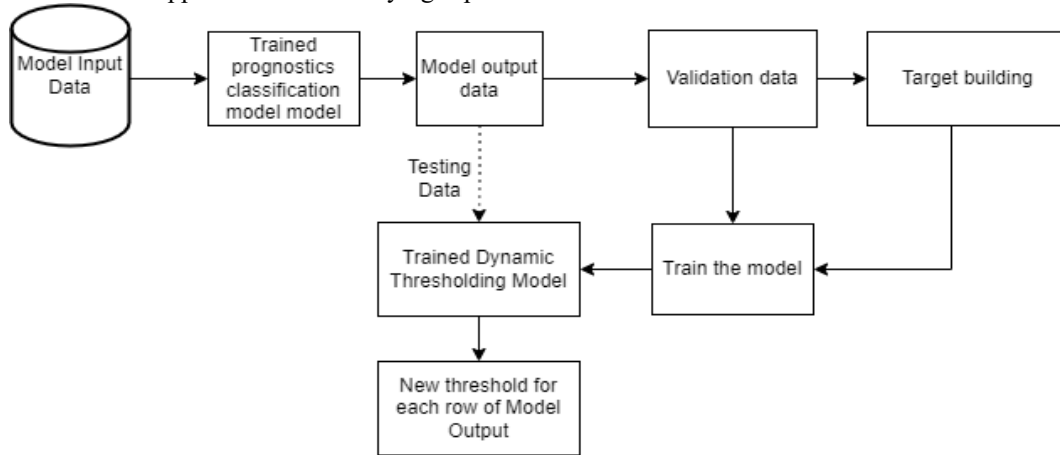 Model Input
Data
Trained
prognostics
classification
model model
Model output
data
Validation data
Target building
Testing
Data
Trained Dynamic
Thresholding Model
Train the model
New threshold for
each row of Model
Output